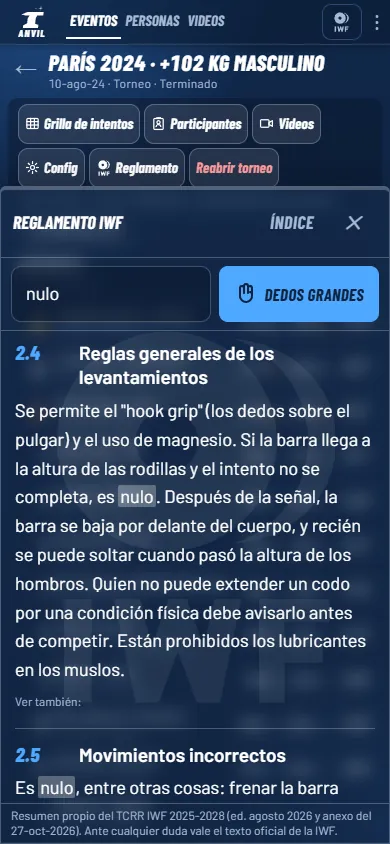 ANVIL EVENTOS PERSONAS VIDEOS IWF
← PARÍS 2024 · +102 KG MASCULINO
10-ago-24 · Torneo · Terminado
Grilla de intentos Participantes Videos
Config IWF Reglamento Reabrir torneo
REGLAMENTO IWF ÍNDICE
nulo DEDOS GRANDES
2.4 Reglas generales de los
levantamientos
Se permite el "hook grip" (los dedos sobre el
pulgar) y el uso de magnesio. Si la barra llega a
la altura de las rodillas y el intento no se
completa, es nulo. Después de la señal, la
barra se baja por delante del cuerpo, y recién
se puede soltar cuando pasó la altura de los
hombros. Quien no puede extender un codo
por una condición física debe avisarlo antes
de competir. Están prohibidos los lubricantes
en los muslos.
IWF
Ver también:
2.5 Movimientos incorrectos
Es nulo, entre otras cosas: frenar la barra
Resumen propio del TCRR IWF 2025-2028 (ed. agosto 2026 y anexo del
27-oct-2026). Ante cualquier duda vale el texto oficial de la IWF.